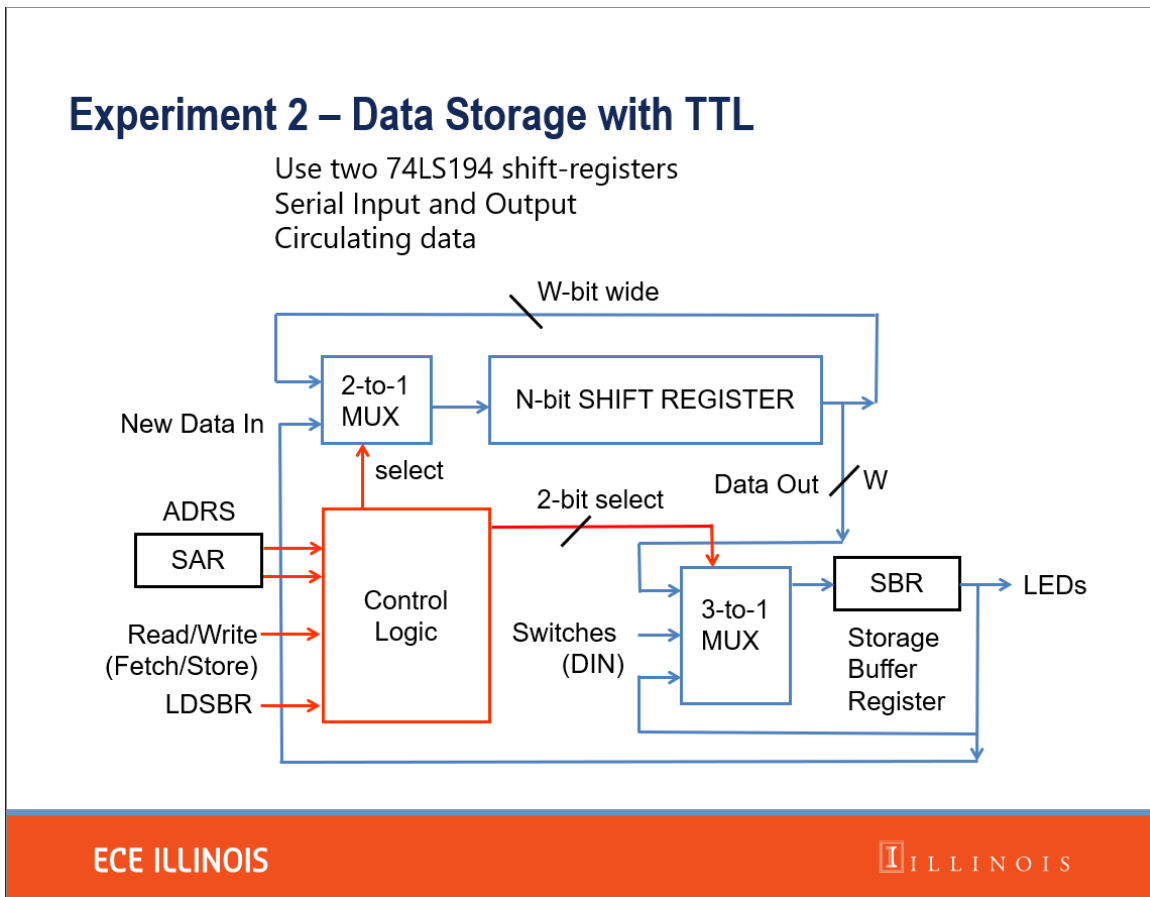 Experiment 2 – Data Storage with TTL
Use two 74LS194 shift-registers
Serial Input and Output
Circulating data
W-bit wide
2-to-1
MUX
N-bit SHIFT REGISTER
New Data In
select
Data Out
W
ADRS
2-bit select
SAR
Control
Logic
3-to-1
MUX
SBR
LEDs
Read/Write
(Fetch/Store)
Switches
(DIN)
Storage
Buffer
Register
LDSBR
ECE ILLINOIS
I ILLINOIS